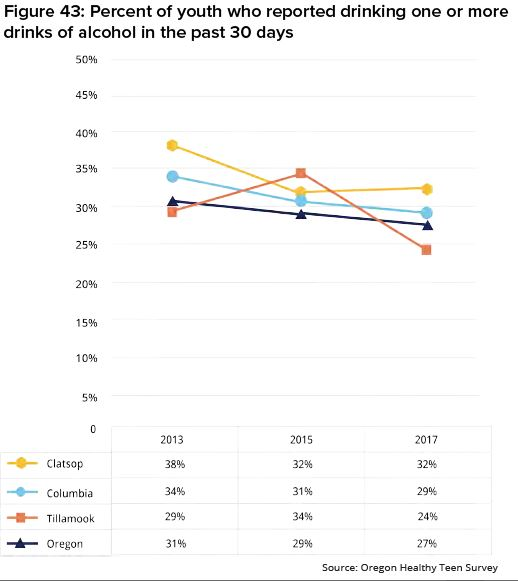 Figure 43: Percent of youth who reported drinking one or more
drinks of alcohol in the past 30 days
50%
45%
40%
35%
30%
25%
20%
15%
10%
5%
0
2013 2015 2017
Clatsop 38% 32% 32%
Columbia 34% 31% 29%
Tillamook 29% 34% 24%
Oregon 31% 29% 27%
Source: Oregon Healthy Teen Survey